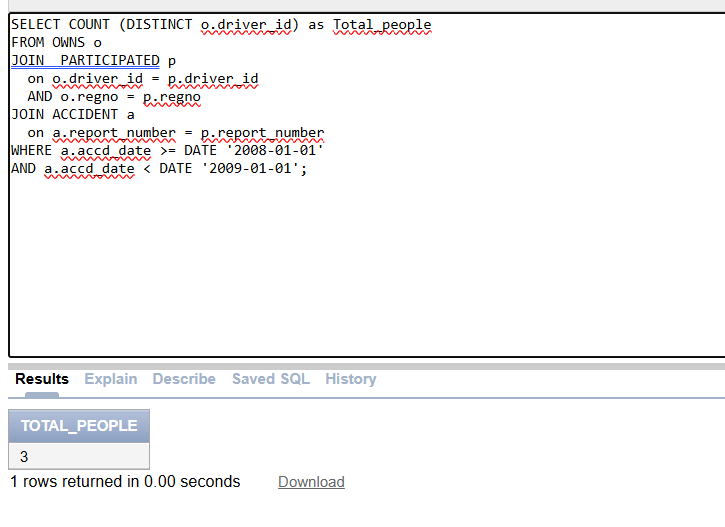 SELECT COUNT (DISTINCT o.driver_id) as Total_people
FROM OWNS o
JOIN  PARTICIPATED p
  on o.driver_id = p.driver_id
  AND o.regno = p.regno
JOIN ACCIDENT a
  on a.report_number = p.report_number
WHERE a.accd_date >= DATE '2008-01-01'
AND a.accd_date < DATE '2009-01-01';
Results Explain Describe Saved SQL History
TOTAL_PEOPLE
3
1 rows returned in 0.00 seconds Download